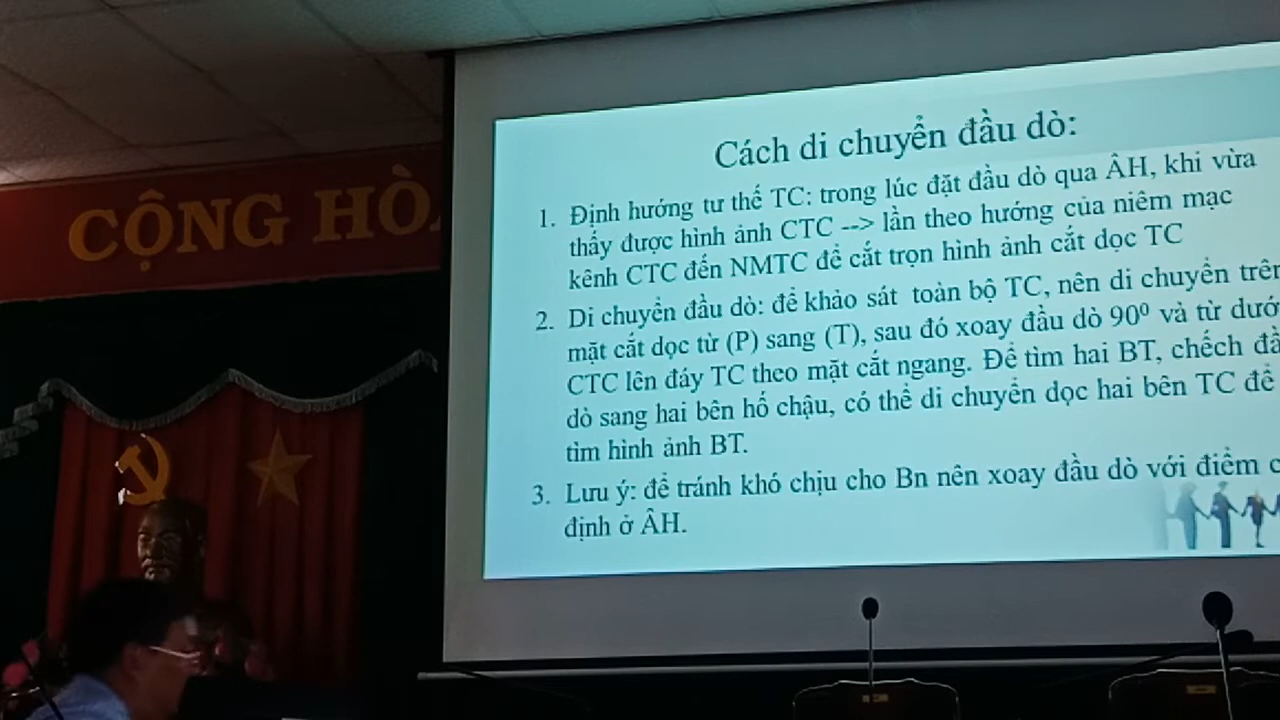 CỘNG HÒA
Cách di chuyển đầu dò:
1. Định hướng tư thế TC: trong lúc đặt đầu dò qua ÂH, khi vừa
thấy được hình ảnh CTC --> lần theo hướng của niêm mạc
kênh CTC đến NMTC để cắt trọn hình ảnh cắt dọc TC
2. Di chuyển đầu dò: để khảo sát toàn bộ TC, nên di chuyển trên
mặt cắt dọc từ (P) sang (T), sau đó xoay đầu dò 90⁰ và từ dướ
CTC lên đáy TC theo mặt cắt ngang. Để tìm hai BT, chếch đầ
dò sang hai bên hố chậu, có thể di chuyển dọc hai bên TC để
tìm hình ảnh BT.
3. Lưu ý: để tránh khó chịu cho Bn nên xoay đầu dò với điểm c
định ở ÂH.